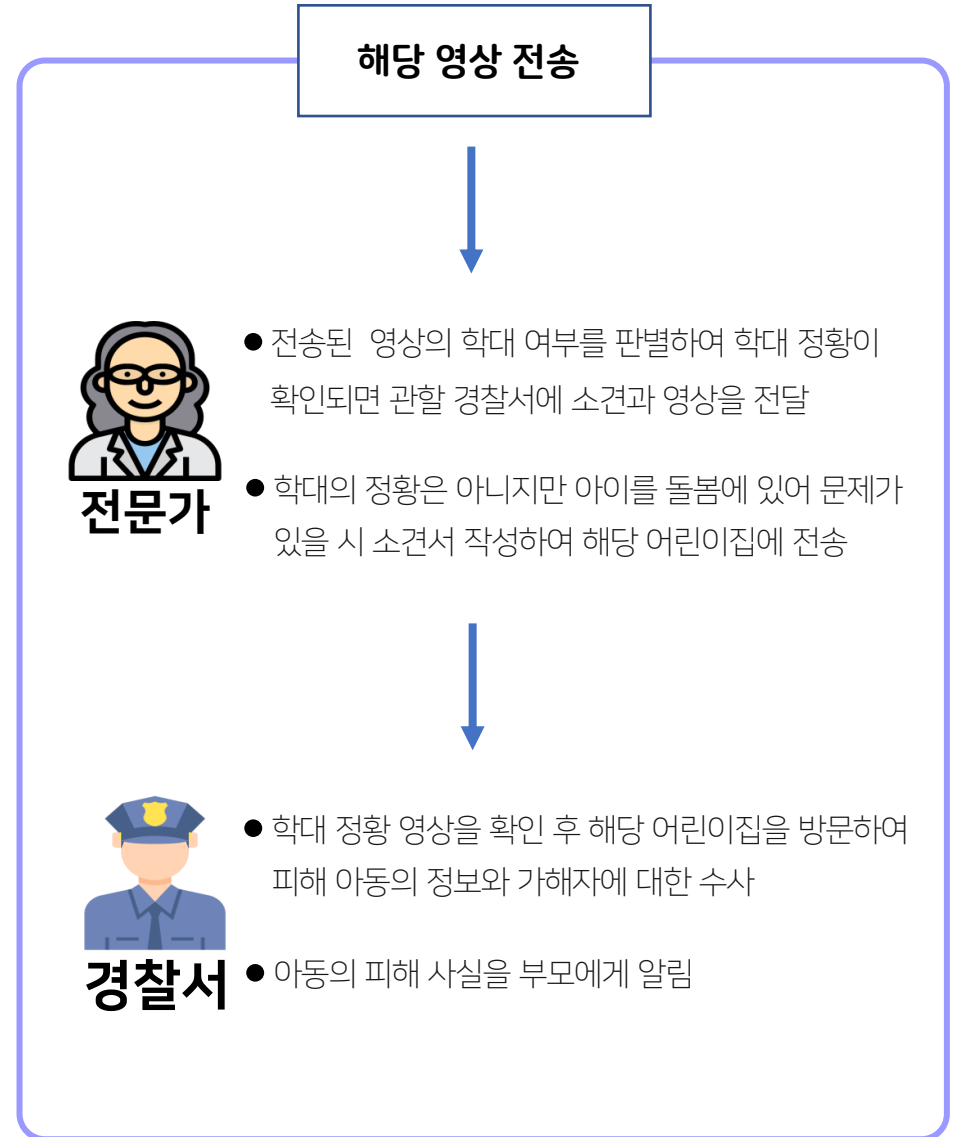 해당 영상 전송
● 전송된 영상의 학대 여부를 판별하여 학대 정황이
확인되면 관할 경찰서에 소견과 영상을 전달
전문가
● 학대의 정황은 아니지만 아이를 돌봄에 있어 문제가
있을 시 소견서 작성하여 해당 어린이집에 전송
● 학대 정황 영상을 확인 후 해당 어린이집을 방문하여
피해 아동의 정보와 가해자에 대한 수사
경찰서
● 아동의 피해 사실을 부모에게 알림